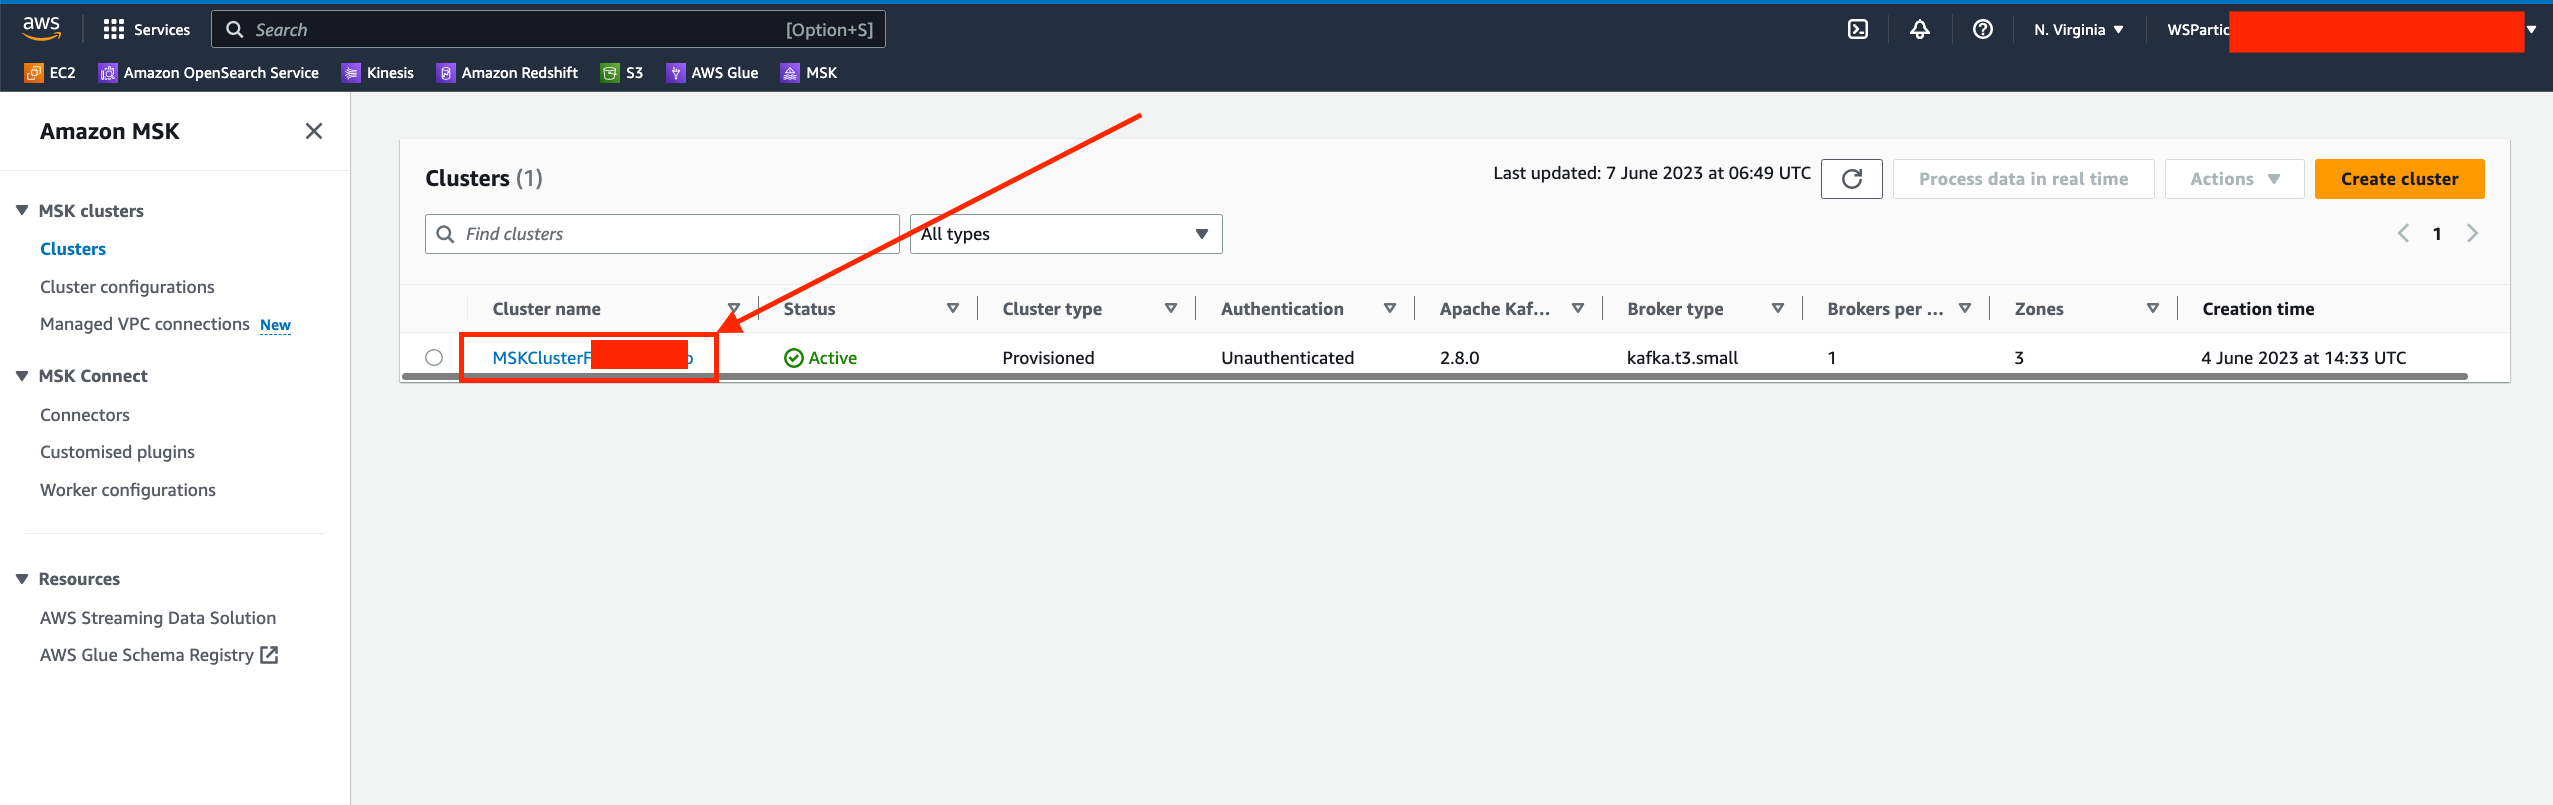 aws Services Search [Option+S] N. Virginia WSPartic
EC2 Amazon OpenSearch Service Kinesis Amazon Redshift S3 AWS Glue MSK
Amazon MSK
MSK clusters
Clusters
Cluster configurations
Managed VPC connections New
MSK Connect
Connectors
Customised plugins
Worker configurations
Resources
AWS Streaming Data Solution
AWS Glue Schema Registry
Clusters (1) Last updated: 7 June 2023 at 06:49 UTC Process data in real time Actions Create cluster
Find clusters All types 1
Cluster name Status Cluster type Authentication Apache Kaf... Broker type Brokers per ... Zones Creation time
MSKClusterF Active Provisioned Unauthenticated 2.8.0 kafka.t3.small 1 3 4 June 2023 at 14:33 UTC